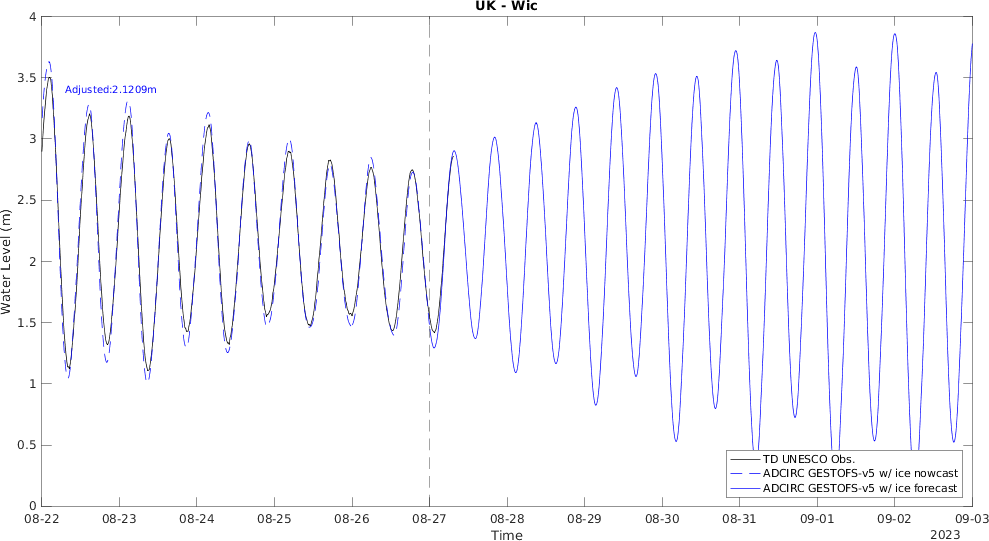 UK - Wic
4
3.5
3
2.5
2
1.5
1
0.5
0
Water Level (m)
Adjusted:2.1209m
TD UNESCO Obs.
ADCIRC GESTOFS-v5 w/ ice nowcast
ADCIRC GESTOFS-v5 w/ ice forecast
08-22 08-23 08-24 08-25 08-26 08-27 08-28 08-29 08-30 08-31 09-01 09-02 09-03
Time
2023